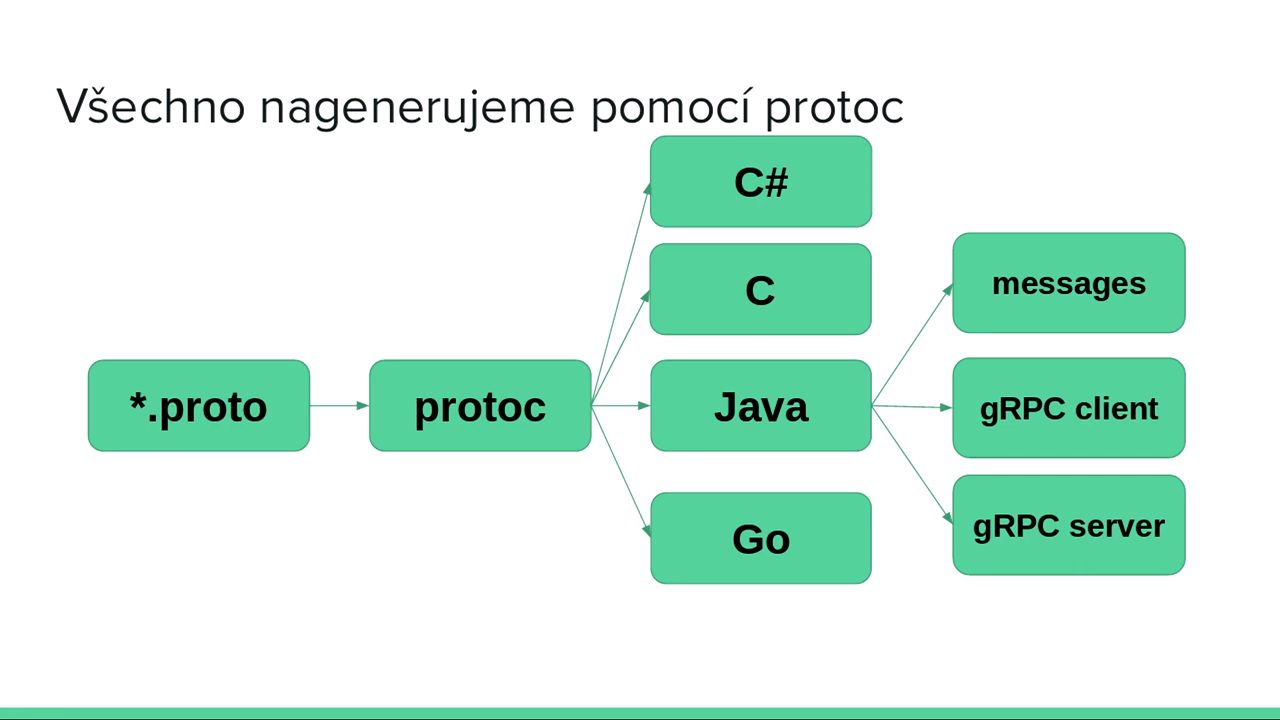 Všechno nagenerujeme pomocí protoc
*.proto
protoc
C#
C
Java
Go
messages
gRPC client
gRPC server